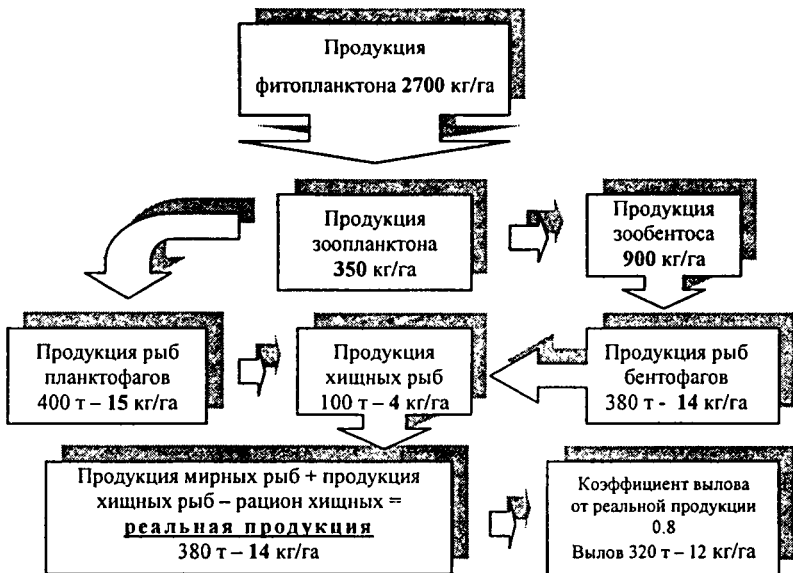 Продукция
фитопланктона 2700 кг/га
Продукция
зоопланктона
350 кг/га
Продукция
зообентоса
900 кг/га
Продукция рыб
планктофагов
400 т – 15 кг/га
Продукция
хищных рыб
100 т – 4 кг/га
Продукция рыб
бентофагов
380 т - 14 кг/га
Продукция мирных рыб + продукция
хищных рыб – рацион хищных =
реальная продукция
380 т – 14 кг/га
Коэффициент вылова
от реальной продукции
0.8
Вылов 320 т – 12 кг/га